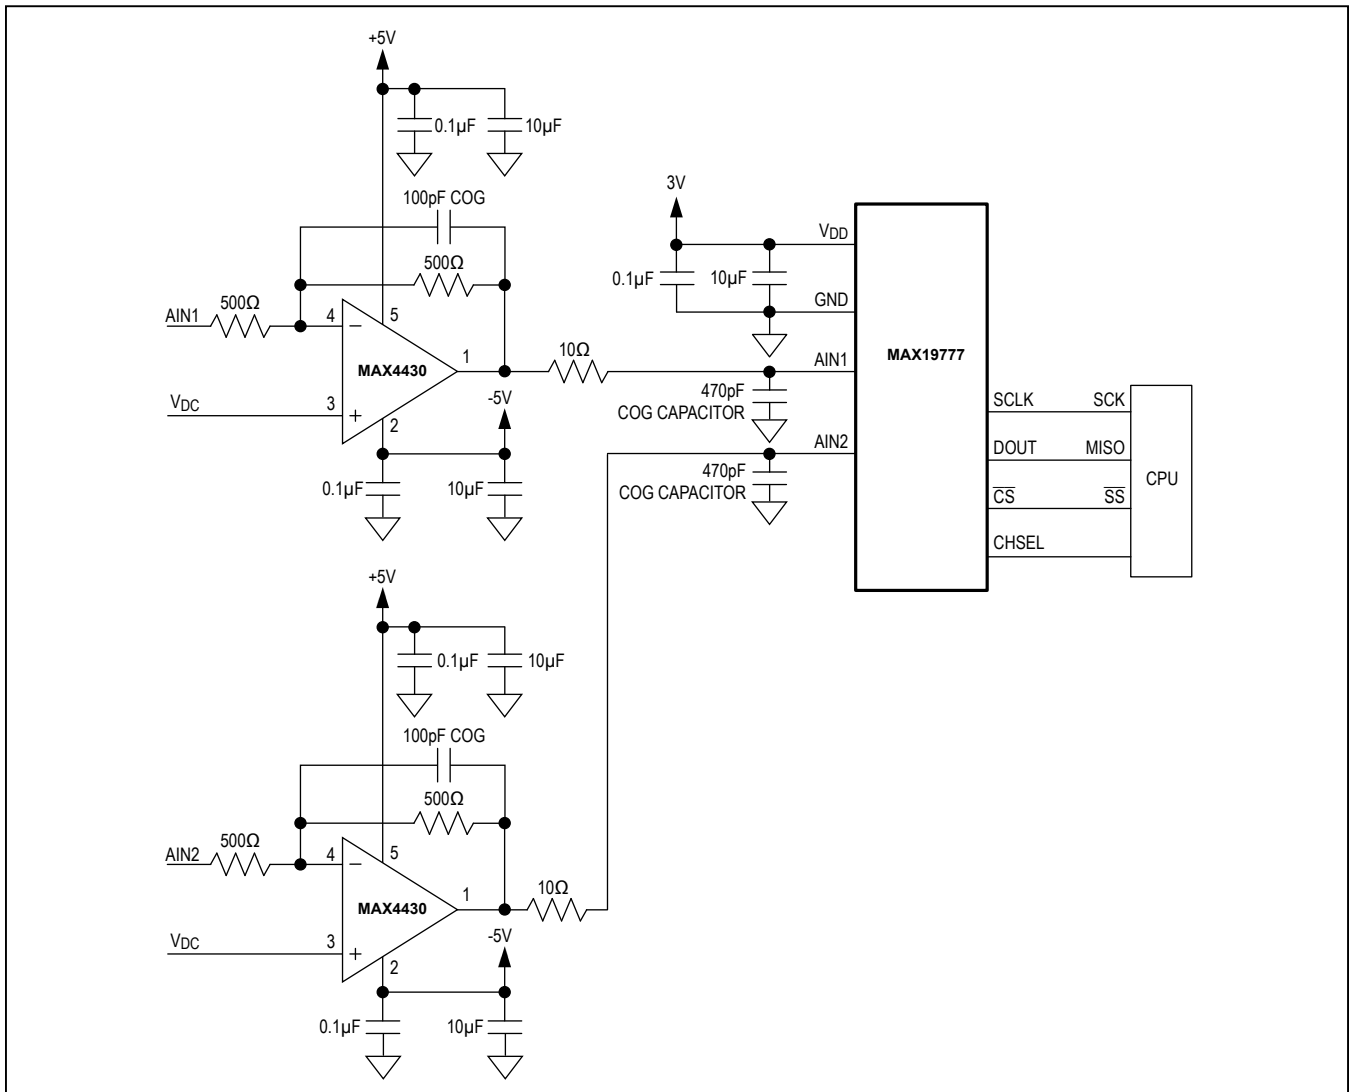 +5V
0.1µF
10µF
100pF COG
500Ω
500Ω
AIN1
4
5
−
MAX4430
1
VDC
3
+
2
-5V
0.1µF
10µF
10Ω
3V
0.1µF
10µF
VDD
GND
AIN1
470pF
COG CAPACITOR
AIN2
470pF
COG CAPACITOR
MAX19777
SCLK
SCK
DOUT
MISO
CS
SS
CHSEL
CPU
+5V
0.1µF
10µF
100pF COG
500Ω
500Ω
AIN2
4
5
−
MAX4430
1
VDC
3
+
2
-5V
0.1µF
10µF
10Ω